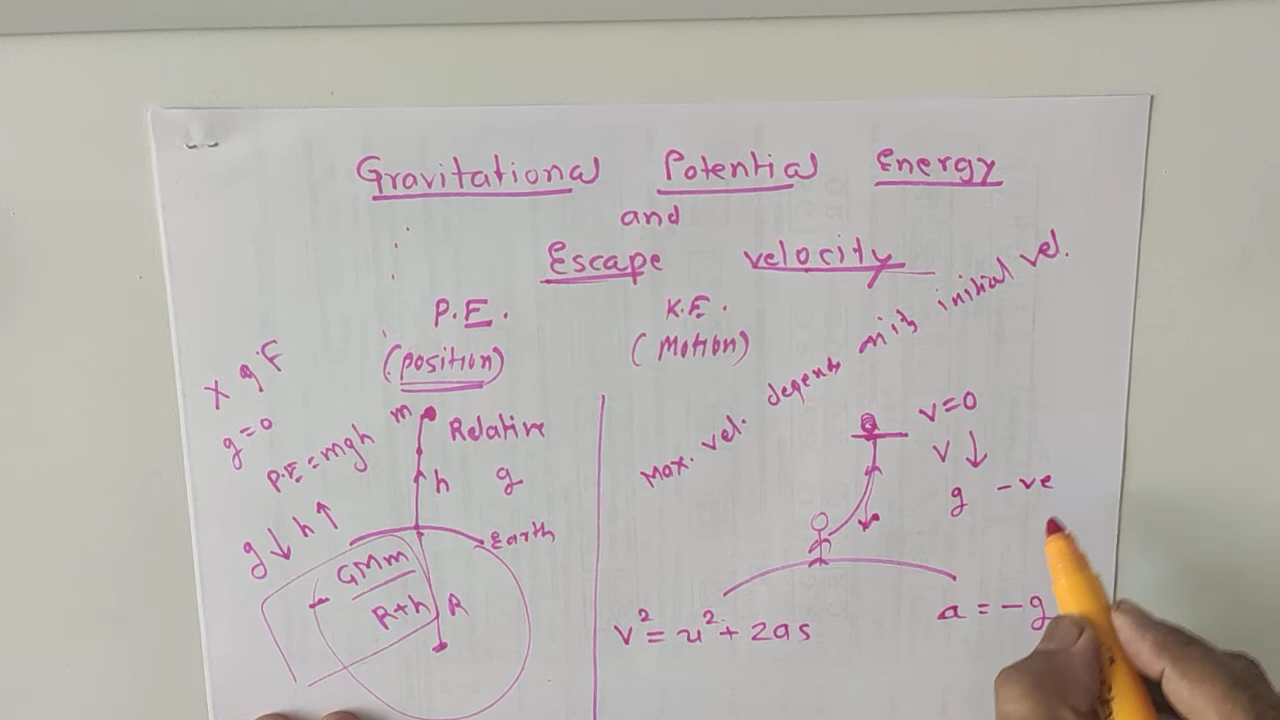 Gravitational Potential Energy
and
Escape velocity
P.E.
(position)
K.E.
(Motion)
x g F
g=0
P.E=mgh
g↓ h↑
m
Relative
h
g
Earth
- GMm
R+h
R
Max. vel. depends with initial vel.
v=0
v ↓
g -ve
v²= u²+ 2as
a = -g